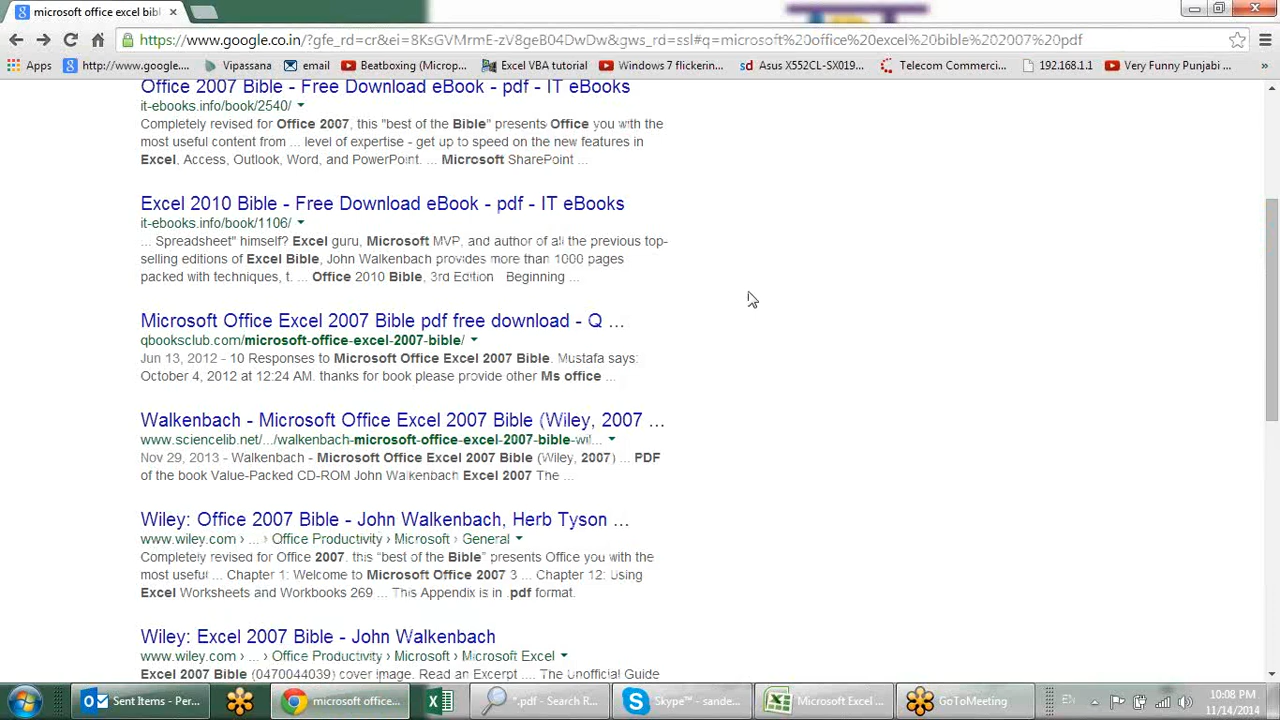 microsoft office excel bibl
https://www.google.co.in/?gfe_rd=cr&ei=8KsGVMrmE-zV8geB04DwDw&gws_rd=ssl#q=microsoft%20office%20excel%20bible%202007%20pdf
Apps http://www.google.... Vipassana email Beatboxing (Microp... Excel VBA tutorial Windows 7 flickerin... Asus X552CL-SX019... Telecom Commerci... 192.168.1.1 Very Funny Punjabi ... »
Office 2007 Bible - Free Download eBook - pdf - IT eBooks
it-ebooks.info/book/2540/
Completely revised for Office 2007, this "best of the Bible" presents Office you with the
most useful content from ... level of expertise - get up to speed on the new features in
Excel, Access, Outlook, Word, and PowerPoint. ... Microsoft SharePoint ...
Excel 2010 Bible - Free Download eBook - pdf - IT eBooks
it-ebooks.info/book/1106/
... Spreadsheet" himself? Excel guru, Microsoft MVP, and author of all the previous top-
selling editions of Excel Bible, John Walkenbach provides more than 1000 pages
packed with techniques, t. ... Office 2010 Bible, 3rd Edition Beginning ...
Microsoft Office Excel 2007 Bible pdf free download - Q ...
qbooksclub.com/microsoft-office-excel-2007-bible/
Jun 13, 2012 - 10 Responses to Microsoft Office Excel 2007 Bible. Mustafa says:
October 4, 2012 at 12:24 AM. thanks for book please provide other Ms office ...
Walkenbach - Microsoft Office Excel 2007 Bible (Wiley, 2007 ...
www.sciencelib.net/.../walkenbach-microsoft-office-excel-2007-bible-wil...
Nov 29, 2013 - Walkenbach - Microsoft Office Excel 2007 Bible (Wiley, 2007) ... PDF
of the book Value-Packed CD-ROM John Walkenbach Excel 2007 The ...
Wiley: Office 2007 Bible - John Walkenbach, Herb Tyson ...
www.wiley.com › ... › Office Productivity › Microsoft › General
Completely revised for Office 2007, this "best of the Bible" presents Office you with the
most useful ... Chapter 1: Welcome to Microsoft Office 2007 3 ... Chapter 12: Using
Excel Worksheets and Workbooks 269 ... This Appendix is in .pdf format.
Wiley: Excel 2007 Bible - John Walkenbach
www.wiley.com › ... › Office Productivity › Microsoft › Microsoft Excel
Excel 2007 Bible (0470044039) cover image. Read an Excerpt ... The Unofficial Guide
Sent Items - Per... microsoft office... *.pdf - Search R... Skype™ - sande... Microsoft Excel ... GoToMeeting EN 10:08 PM
11/14/2014